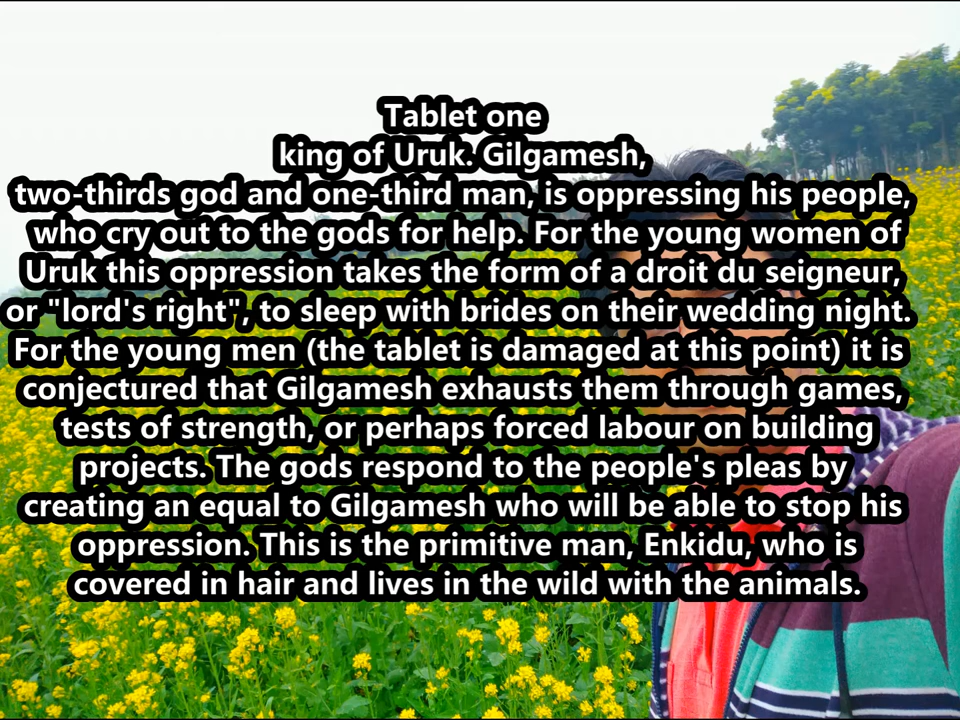 Tablet one
king of Uruk. Gilgamesh,
two-thirds god and one-third man, is oppressing his people,
who cry out to the gods for help. For the young women of
Uruk this oppression takes the form of a droit du seigneur,
or "lord's right", to sleep with brides on their wedding night.
For the young men (the tablet is damaged at this point) it is
conjectured that Gilgamesh exhausts them through games,
tests of strength, or perhaps forced labour on building
projects. The gods respond to the people's pleas by
creating an equal to Gilgamesh who will be able to stop his
oppression. This is the primitive man, Enkidu, who is
covered in hair and lives in the wild with the animals.